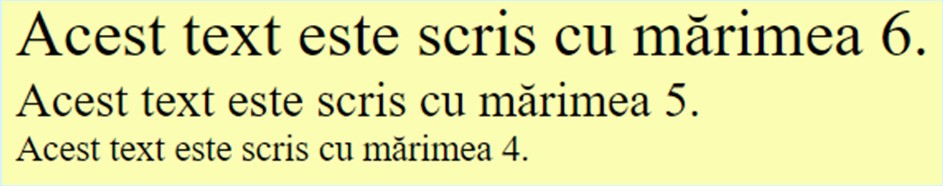 Acest text este scris cu mărimea 6.
Acest text este scris cu mărimea 5.
Acest text este scris cu mărimea 4.